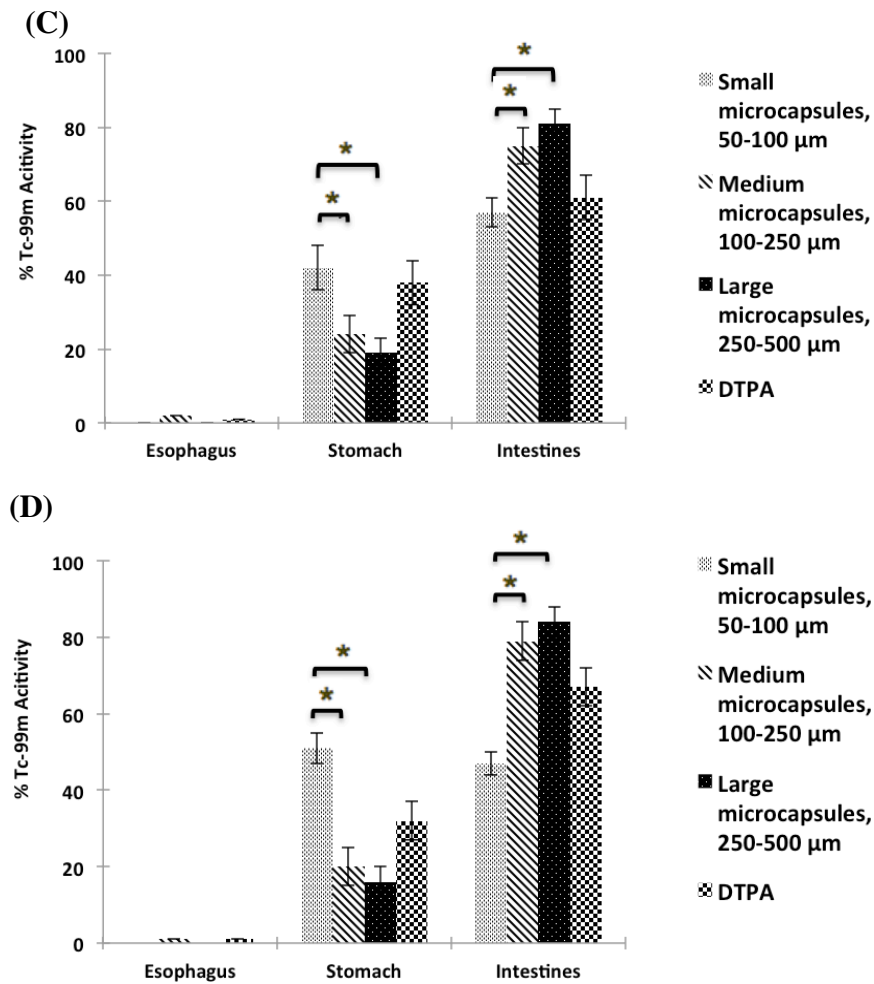 (C)
100
80
60
40
20
0
% Tc-99m Acitivity
*
*
*
*
Esophagus
Stomach
Intestines
Small
microcapsules,
50-100 μm
Medium
microcapsules,
100-250 μm
Large
microcapsules,
250-500 μm
DTPA
(D)
100
80
60
40
20
0
% Tc-99m Acitivity
*
*
*
*
Esophagus
Stomach
Intestines
Small
microcapsules,
50-100 μm
Medium
microcapsules,
100-250 μm
Large
microcapsules,
250-500 μm
DTPA